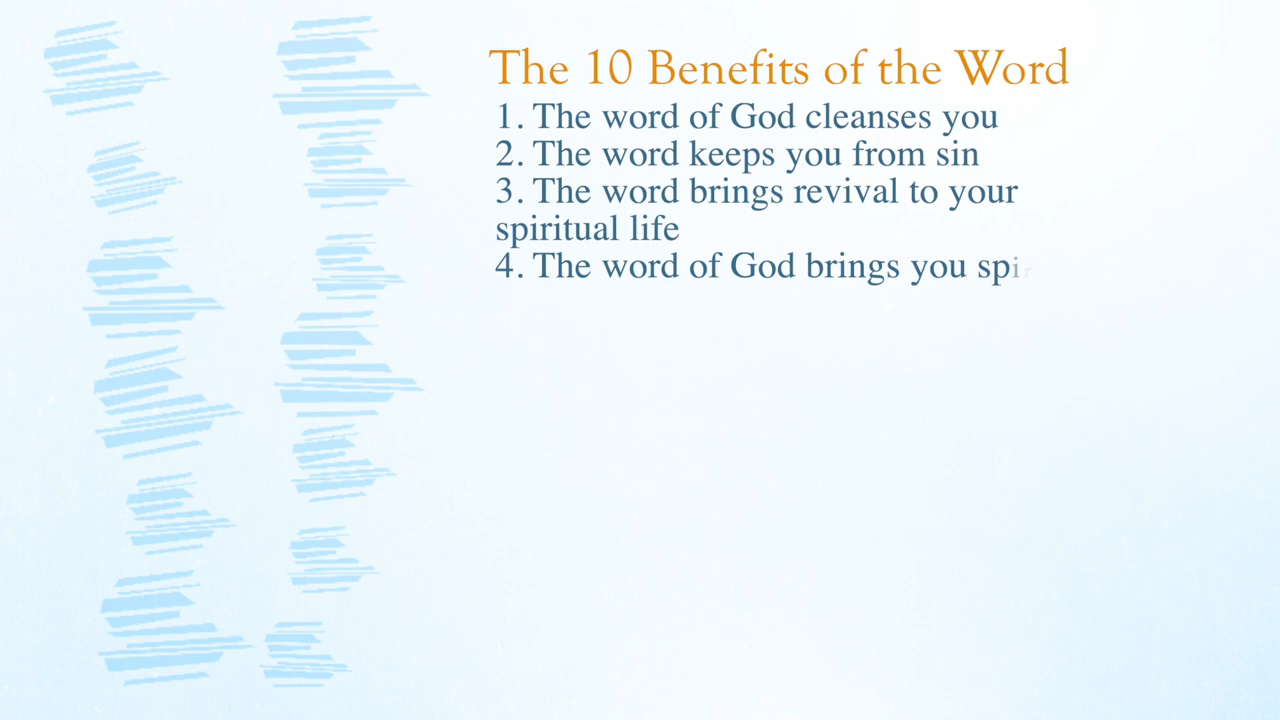 The 10 Benefits of the Word
1. The word of God cleanses you
2. The word keeps you from sin
3. The word brings revival to your
spiritual life
4. The word of God brings you spir